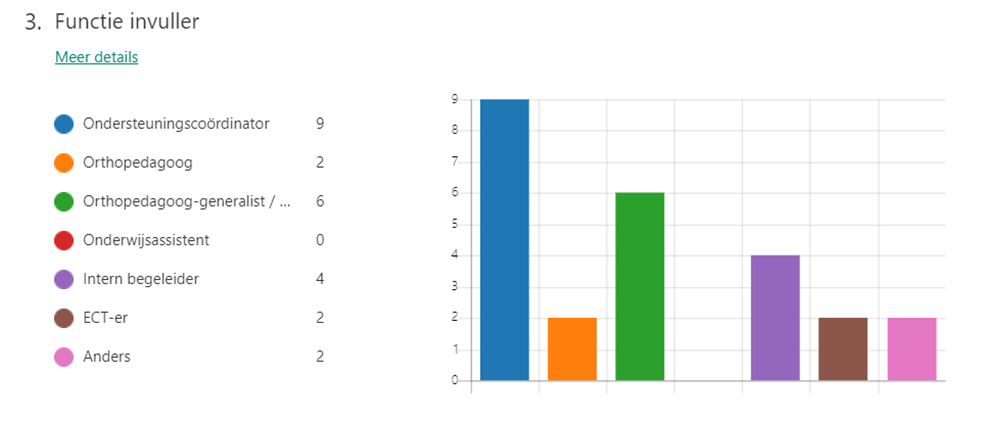 3. Functie invuller
Meer details
Ondersteuningscoördinator 9
Orthopedagoog 2
Orthopedagoog-generalist / ... 6
Onderwijsassistent 0
Intern begeleider 4
ECT-er 2
Anders 2
9
8
7
6
5
4
3
2
1
0